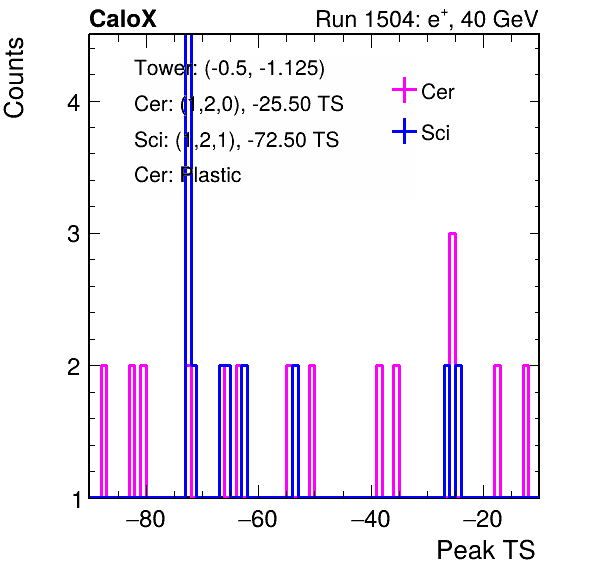 CaloX Run 1504: e+, 40 GeV
Counts
Tower: (-0.5, -1.125)
Cer: (1,2,0), -25.50 TS
Sci: (1,2,1), -72.50 TS
Cer: Plastic
Cer
Sci
4
3
2
1
−80 −60 −40 −20
Peak TS